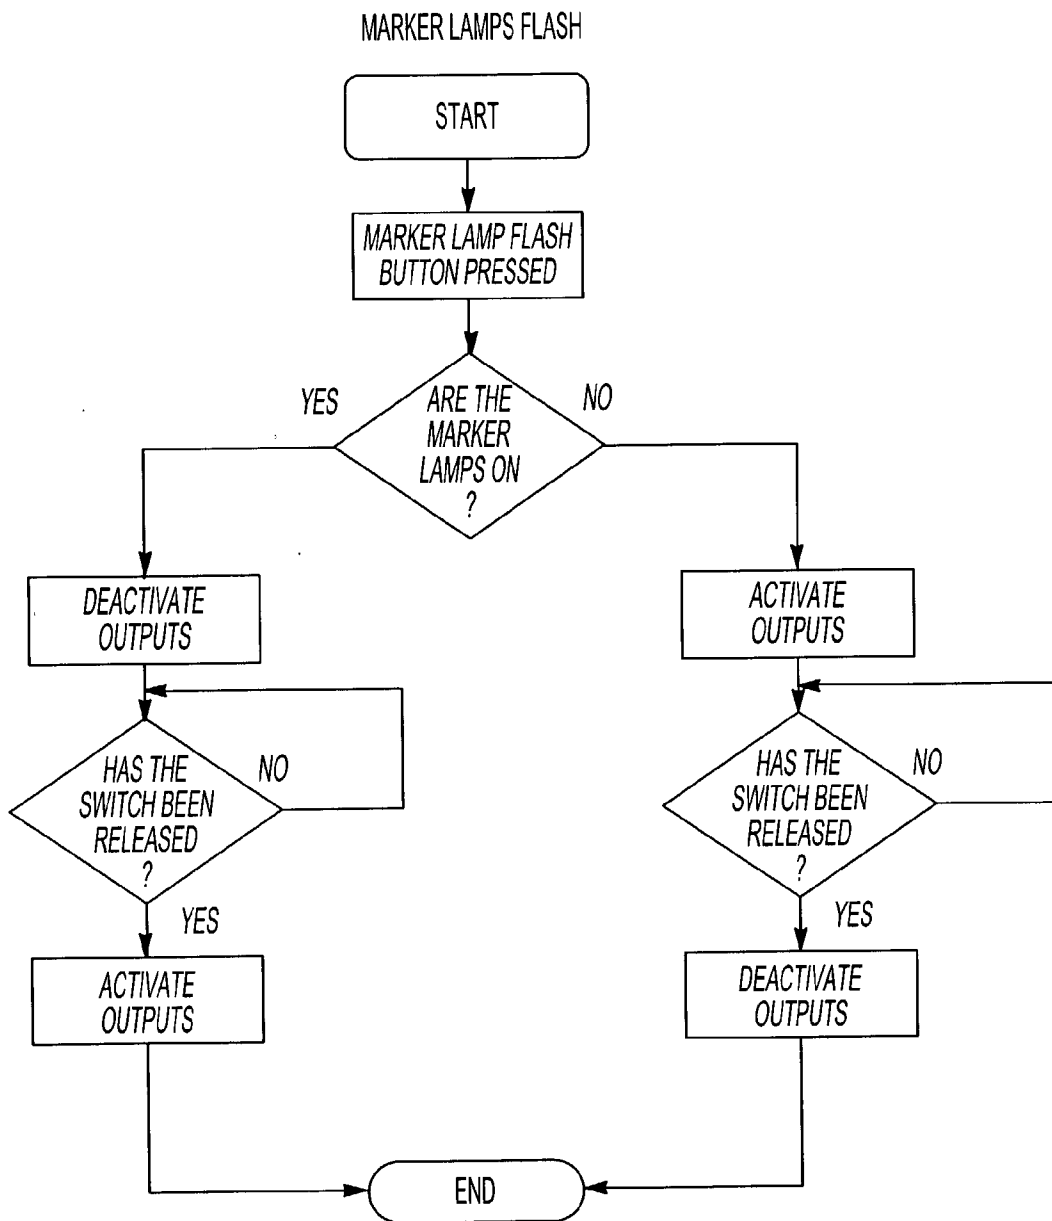 MARKER LAMPS FLASH
START
MARKER LAMP FLASH
BUTTON PRESSED
YES
ARE THE
MARKER
LAMPS ON
?
NO
DEACTIVATE
OUTPUTS
HAS THE
SWITCH BEEN
RELEASED
?
NO
YES
ACTIVATE
OUTPUTS
ACTIVATE
OUTPUTS
HAS THE
SWITCH BEEN
RELEASED
?
NO
YES
DEACTIVATE
OUTPUTS
END